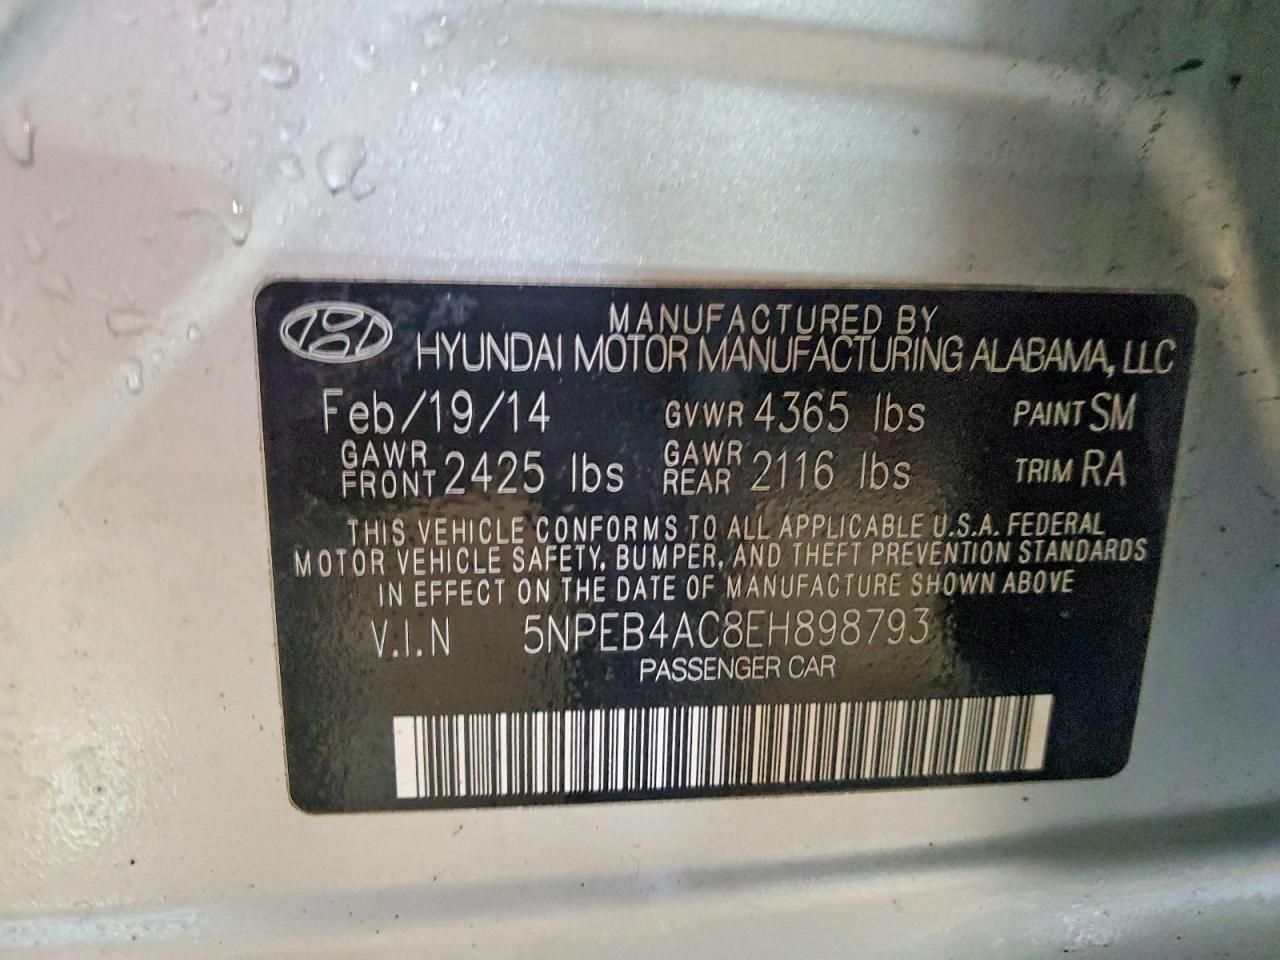 MANUFACTURED BY
HYUNDAI MOTOR MANUFACTURING ALABAMA, LLC
Feb/19/14 GVWR 4365 lbs PAINT SM
GAWR FRONT 2425 lbs GAWR REAR 2116 lbs TRIM RA
THIS VEHICLE CONFORMS TO ALL APPLICABLE U.S.A. FEDERAL
MOTOR VEHICLE SAFETY, BUMPER, AND THEFT PREVENTION STANDARDS
IN EFFECT ON THE DATE OF MANUFACTURE SHOWN ABOVE
V.I.N 5NPEB4AC8EH898793
PASSENGER CAR